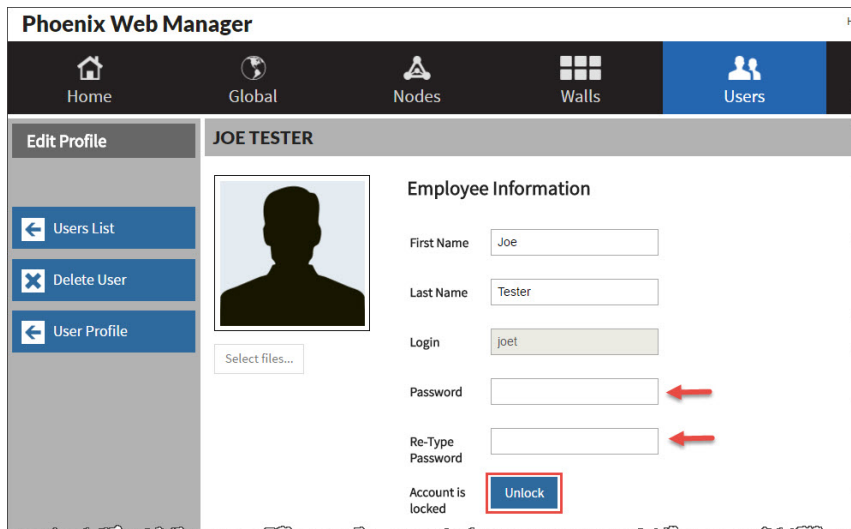 Phoenix Web Manager
H
Home
Global
Nodes
Walls
Users
Edit Profile
JOE TESTER
Users List
Delete User
User Profile
Select files...
Employee Information
First Name
Joe
Last Name
Tester
Login
joet
Password
Re-Type
Password
Account is
locked
Unlock